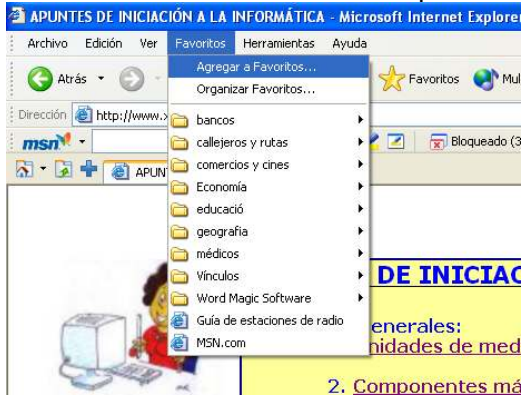 APUNTES DE INICIACIÓN A LA INFORMÁTICA - Microsoft Internet Explorer
Archivo Edición Ver Favoritos Herramientas Ayuda
Atrás Favoritos
Agregar a Favoritos...
Organizar Favoritos...
Dirección http://www.
msn Bloqueado (3
bancos
callejeros y rutas
comercios y cines
Economía
educació
geografia
médicos
Vínculos
Word Magic Software
Guía de estaciones de radio
MSN.com
DE INICIAC
enerales:
nidades de med
2. Componentes má